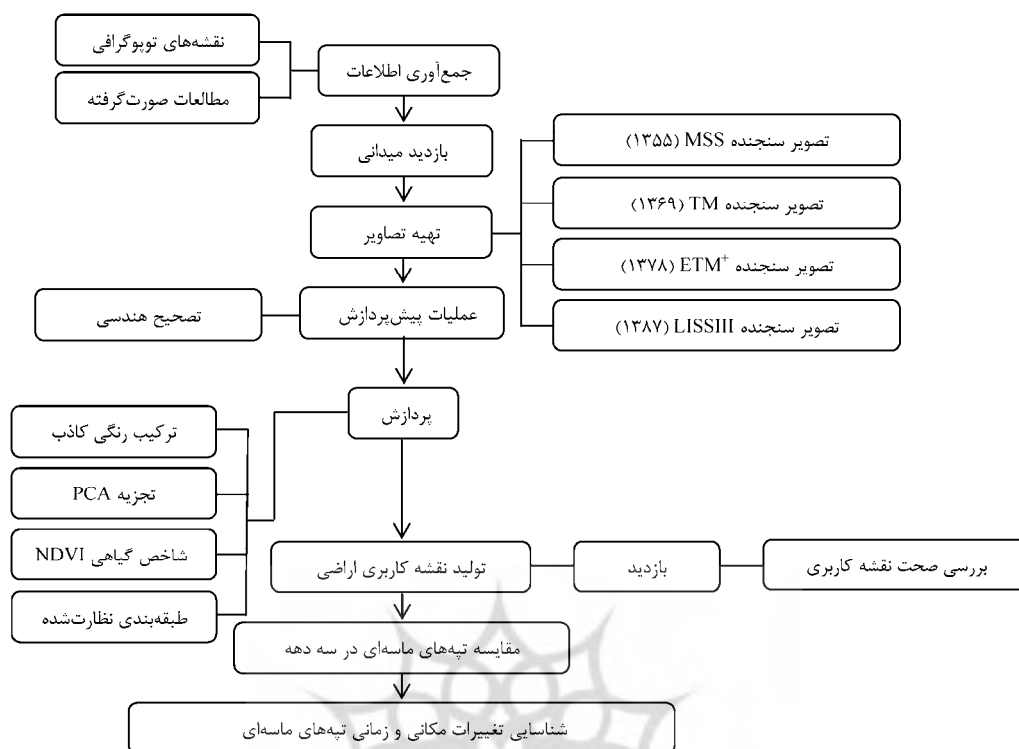 نقشه‌های توپوگرافی
جمع‌آوری اطلاعات
مطالعات صورت‌گرفته
بازدید میدانی
تصویر سنجنده MSS (۱۳۵۵)
تصویر سنجنده TM (۱۳۶۹)
تهیه تصاویر
تصویر سنجنده ETM+ (۱۳۷۸)
عملیات پیش‌پردازش
تصحیح هندسی
تصویر سنجنده LISSIII (۱۳۸۷)
پردازش
ترکیب رنگی کاذب
تجزیه PCA
شاخص گیاهی NDVI
طبقه‌بندی نظارت‌شده
بررسی صحت نقشه کاربری
بازدید
تولید نقشه کاربری اراضی
مقایسه تپه‌های ماسه‌ای در سه دهه
شناسایی تغییرات مکانی و زمانی تپه‌های ماسه‌ای